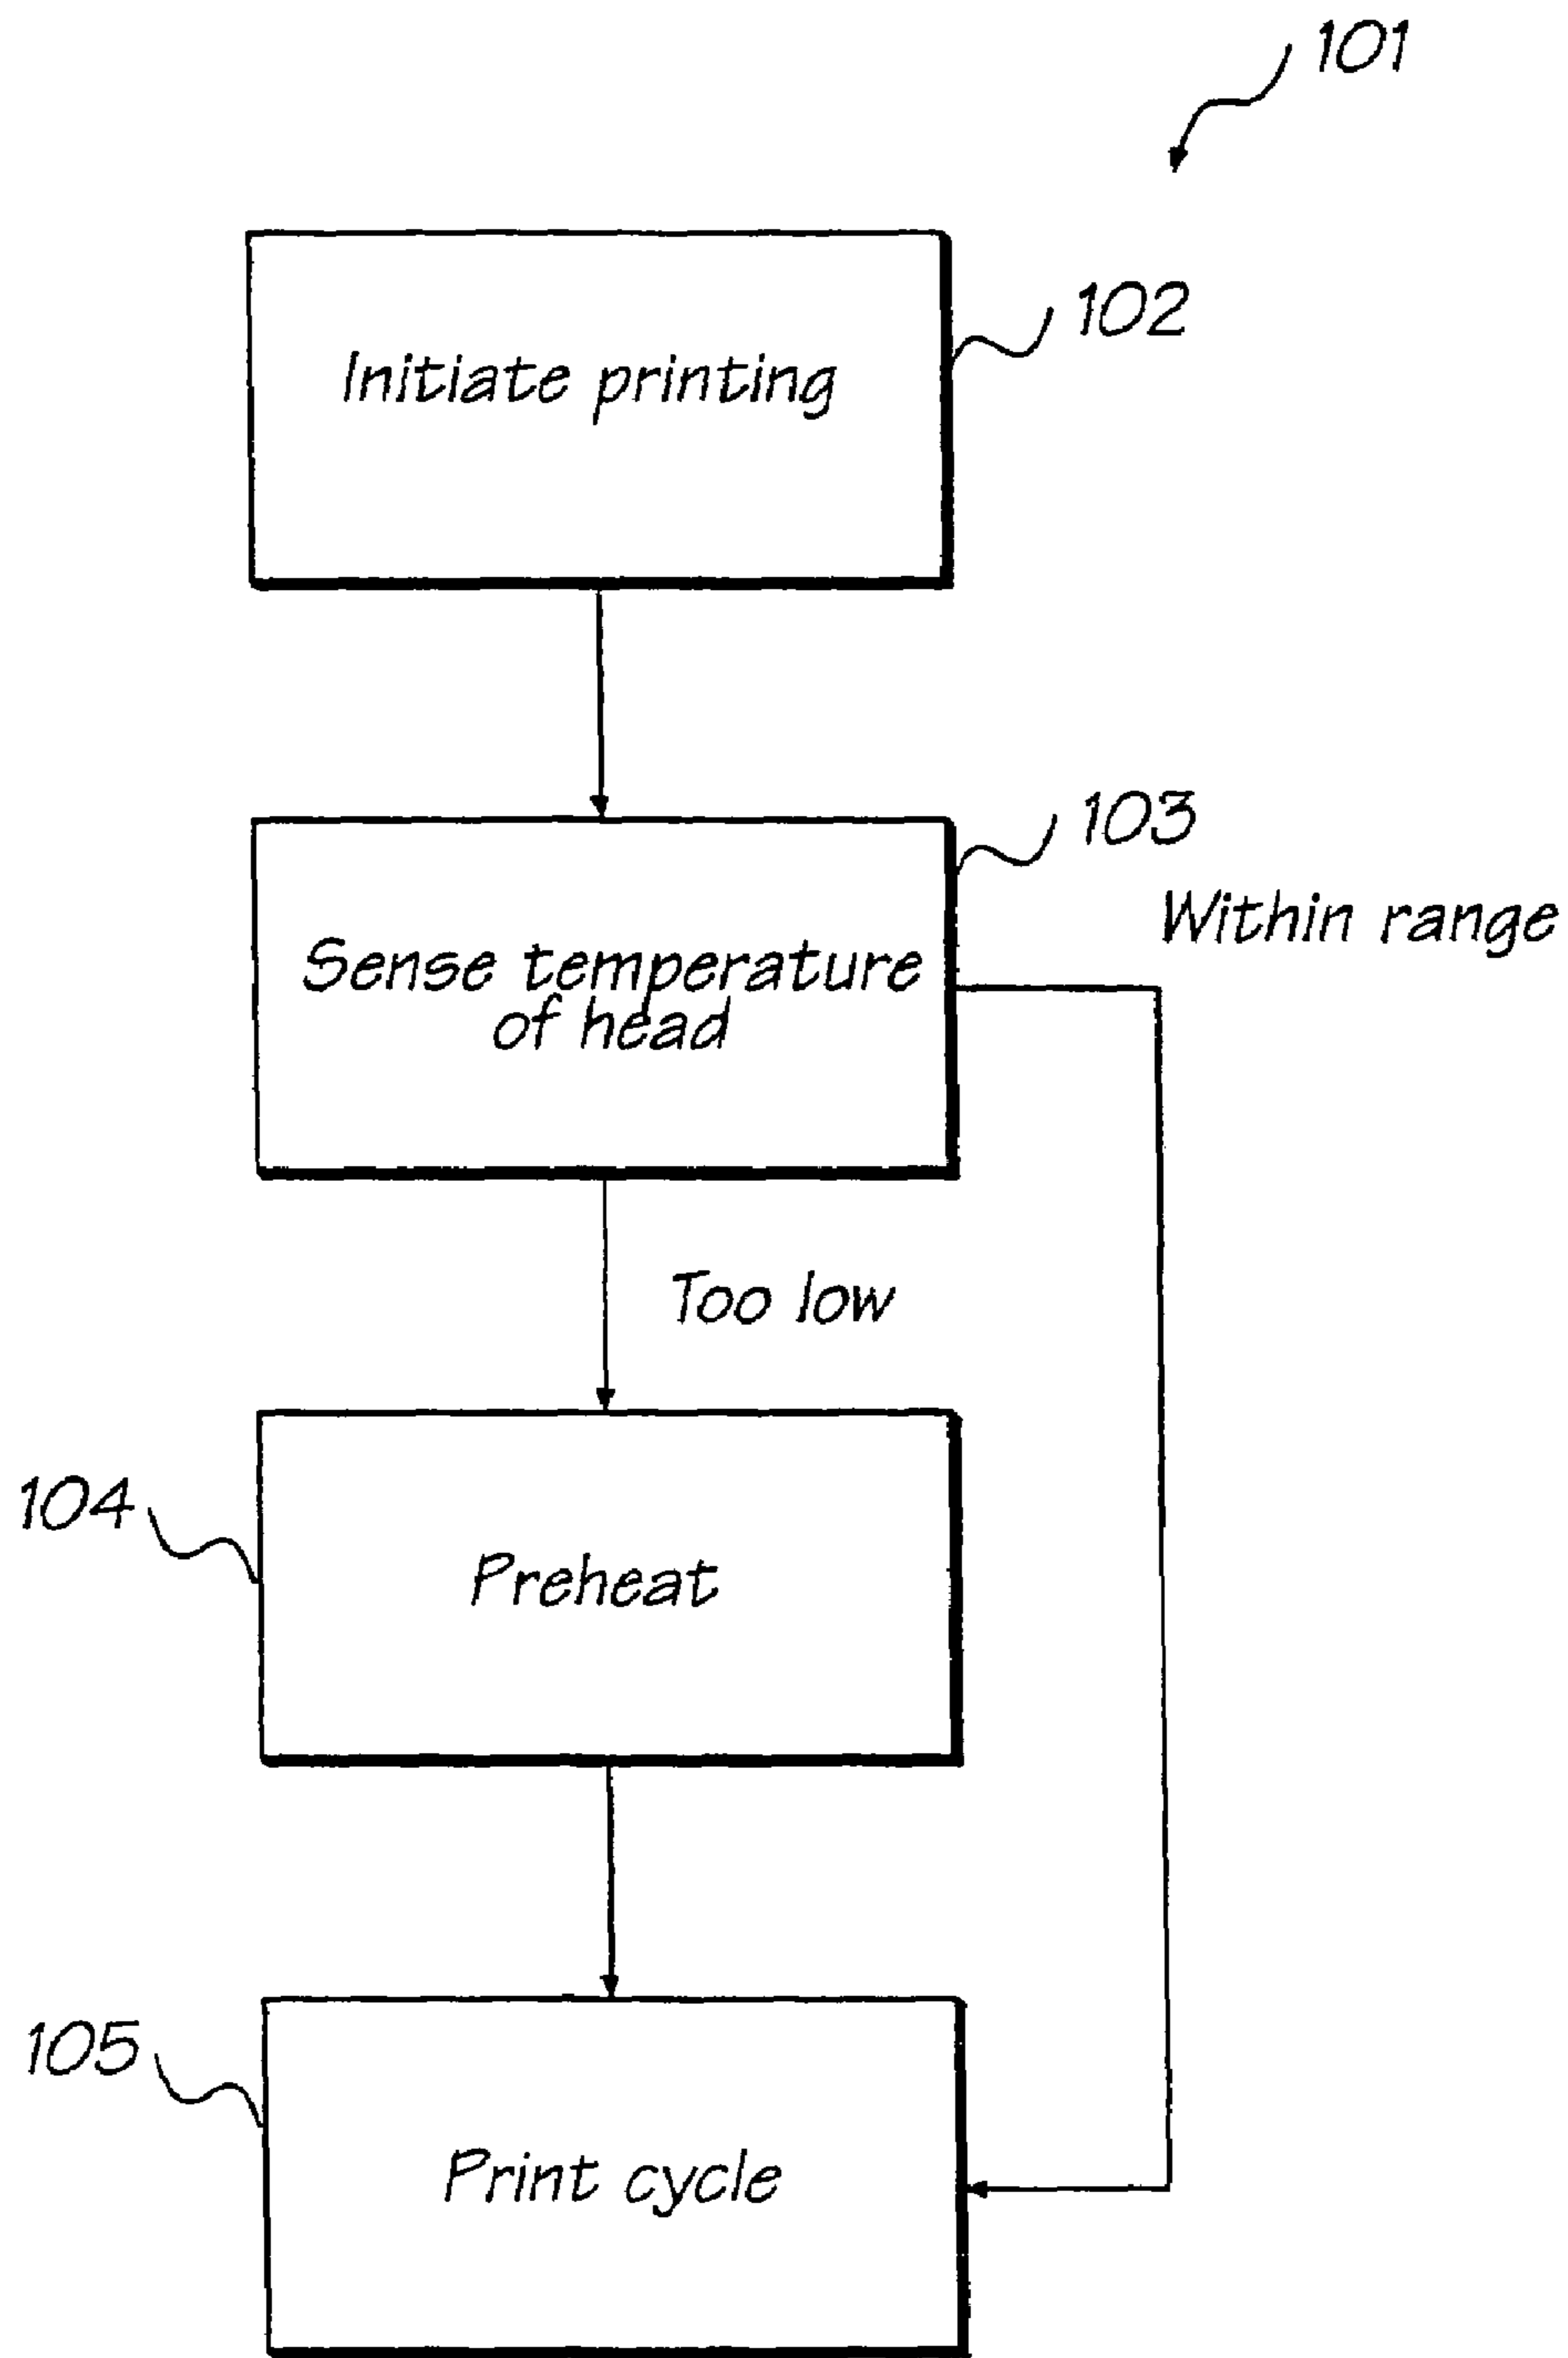 101
Initiate printing
102
103
Within range
Sense temperature
of head
Too low
104
Preheat
105
Print cycle